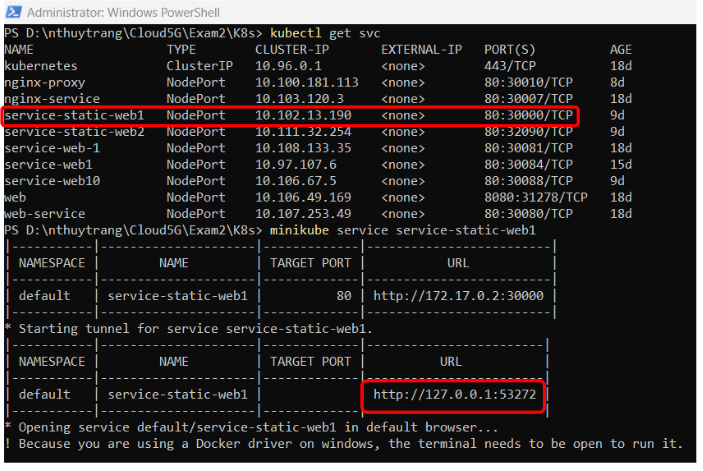 Administrator: Windows PowerShell
PS D:\nthuytrang\Cloud5G\Exam2\K8s> kubectl get svc
NAME TYPE CLUSTER-IP EXTERNAL-IP PORT(S) AGE
kubernetes ClusterIP 10.96.0.1 <none> 443/TCP 18d
nginx-proxy NodePort 10.100.181.113 <none> 80:30010/TCP 8d
nginx-service NodePort 10.103.120.3 <none> 80:30007/TCP 18d
service-static-web1 NodePort 10.102.13.190 <none> 80:30000/TCP 9d
service-static-web2 NodePort 10.111.32.254 <none> 80:32090/TCP 9d
service-web-1 NodePort 10.108.133.35 <none> 80:30081/TCP 18d
service-web1 NodePort 10.97.107.6 <none> 80:30084/TCP 15d
service-web10 NodePort 10.106.67.5 <none> 80:30088/TCP 9d
web NodePort 10.106.49.169 <none> 8080:31278/TCP 18d
web-service NodePort 10.107.253.49 <none> 80:30080/TCP 18d
PS D:\nthuytrang\Cloud5G\Exam2\K8s> minikube service service-static-web1
|-----------|---------------------|-------------|-------------------------|
| NAMESPACE | NAME | TARGET PORT | URL |
|-----------|---------------------|-------------|-------------------------|
| default | service-static-web1 | 80 | http://172.17.0.2:30000 |
|-----------|---------------------|-------------|-------------------------|
* Starting tunnel for service service-static-web1.
|-----------|---------------------|-------------|------------------------|
| NAMESPACE | NAME | TARGET PORT | URL |
|-----------|---------------------|-------------|------------------------|
| default | service-static-web1 | | http://127.0.0.1:53272 |
|-----------|---------------------|-------------|------------------------|
* Opening service default/service-static-web1 in default browser...
! Because you are using a Docker driver on windows, the terminal needs to be open to run it.